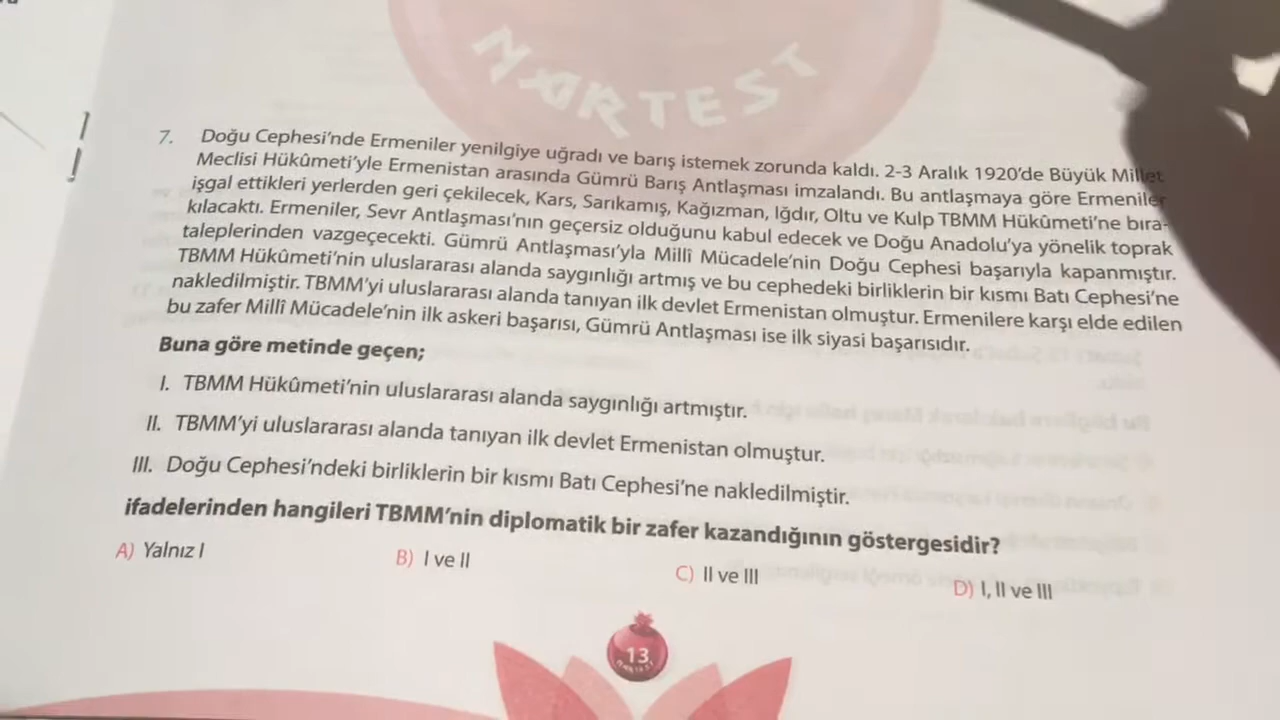 NARTEST
7. Doğu Cephesi’nde Ermeniler yenilgiye uğradı ve barış istemek zorunda kaldı. 2-3 Aralık 1920’de Büyük Millet
Meclisi Hükûmeti’yle Ermenistan arasında Gümrü Barış Antlaşması imzalandı. Bu antlaşmaya göre Ermeniler
işgal ettikleri yerlerden geri çekilecek, Kars, Sarıkamış, Kağızman, Iğdır, Oltu ve Kulp TBMM Hükûmeti’ne bıra-
kılacaktı. Ermeniler, Sevr Antlaşması’nın geçersiz olduğunu kabul edecek ve Doğu Anadolu’ya yönelik toprak
taleplerinden vazgeçecekti. Gümrü Antlaşması’yla Millî Mücadele’nin Doğu Cephesi başarıyla kapanmıştır.
TBMM Hükûmeti’nin uluslararası alanda saygınlığı artmış ve bu cephedeki birliklerin bir kısmı Batı Cephesi’ne
nakledilmiştir. TBMM’yi uluslararası alanda tanıyan ilk devlet Ermenistan olmuştur. Ermenilere karşı elde edilen
bu zafer Millî Mücadele’nin ilk askeri başarısı, Gümrü Antlaşması ise ilk siyasi başarısıdır.
Buna göre metinde geçen;
I. TBMM Hükûmeti’nin uluslararası alanda saygınlığı artmıştır.
II. TBMM’yi uluslararası alanda tanıyan ilk devlet Ermenistan olmuştur.
III. Doğu Cephesi’ndeki birliklerin bir kısmı Batı Cephesi’ne nakledilmiştir.
ifadelerinden hangileri TBMM’nin diplomatik bir zafer kazandığının göstergesidir?
A) Yalnız I B) I ve II C) II ve III D) I, II ve III
13
NARTEST